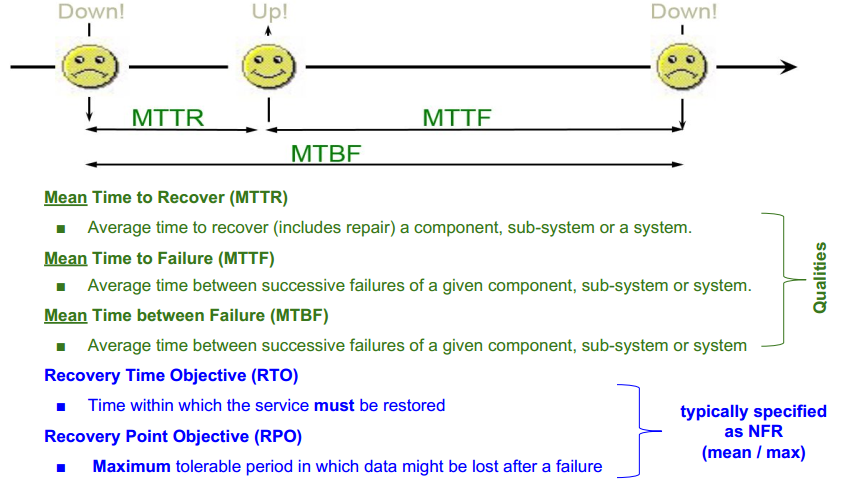 Down!
Up!
Down!
MTTR
MTTF
MTBF
Mean Time to Recover (MTTR)
■ Average time to recover (includes repair) a component, sub-system or a system.
Mean Time to Failure (MTTF)
■ Average time between successive failures of a given component, sub-system or system.
Mean Time between Failure (MTBF)
■ Average time between successive failures of a given component, sub-system or system
Qualities
Recovery Time Objective (RTO)
■ Time within which the service must be restored
Recovery Point Objective (RPO)
■ Maximum tolerable period in which data might be lost after a failure
typically specified
as NFR
(mean / max)